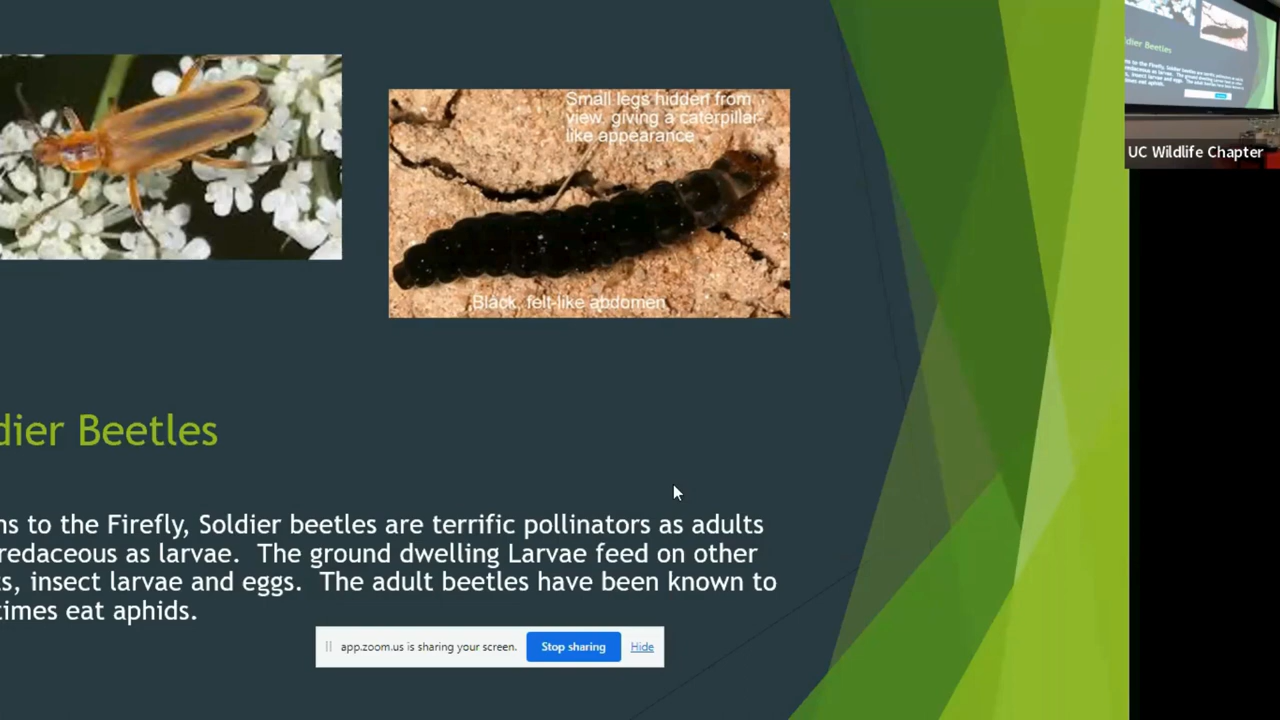 Small legs hidden from
view, giving a caterpillar-
like appearance
Black, felt-like abdomen
dier Beetles
ns to the Firefly, Soldier beetles are terrific pollinators as adults
redaceous as larvae. The ground dwelling Larvae feed on other
s, insect larvae and eggs. The adult beetles have been known to
times eat aphids.
app.zoom.us is sharing your screen. Stop sharing Hide
dier Beetles
UC Wildlife Chapter